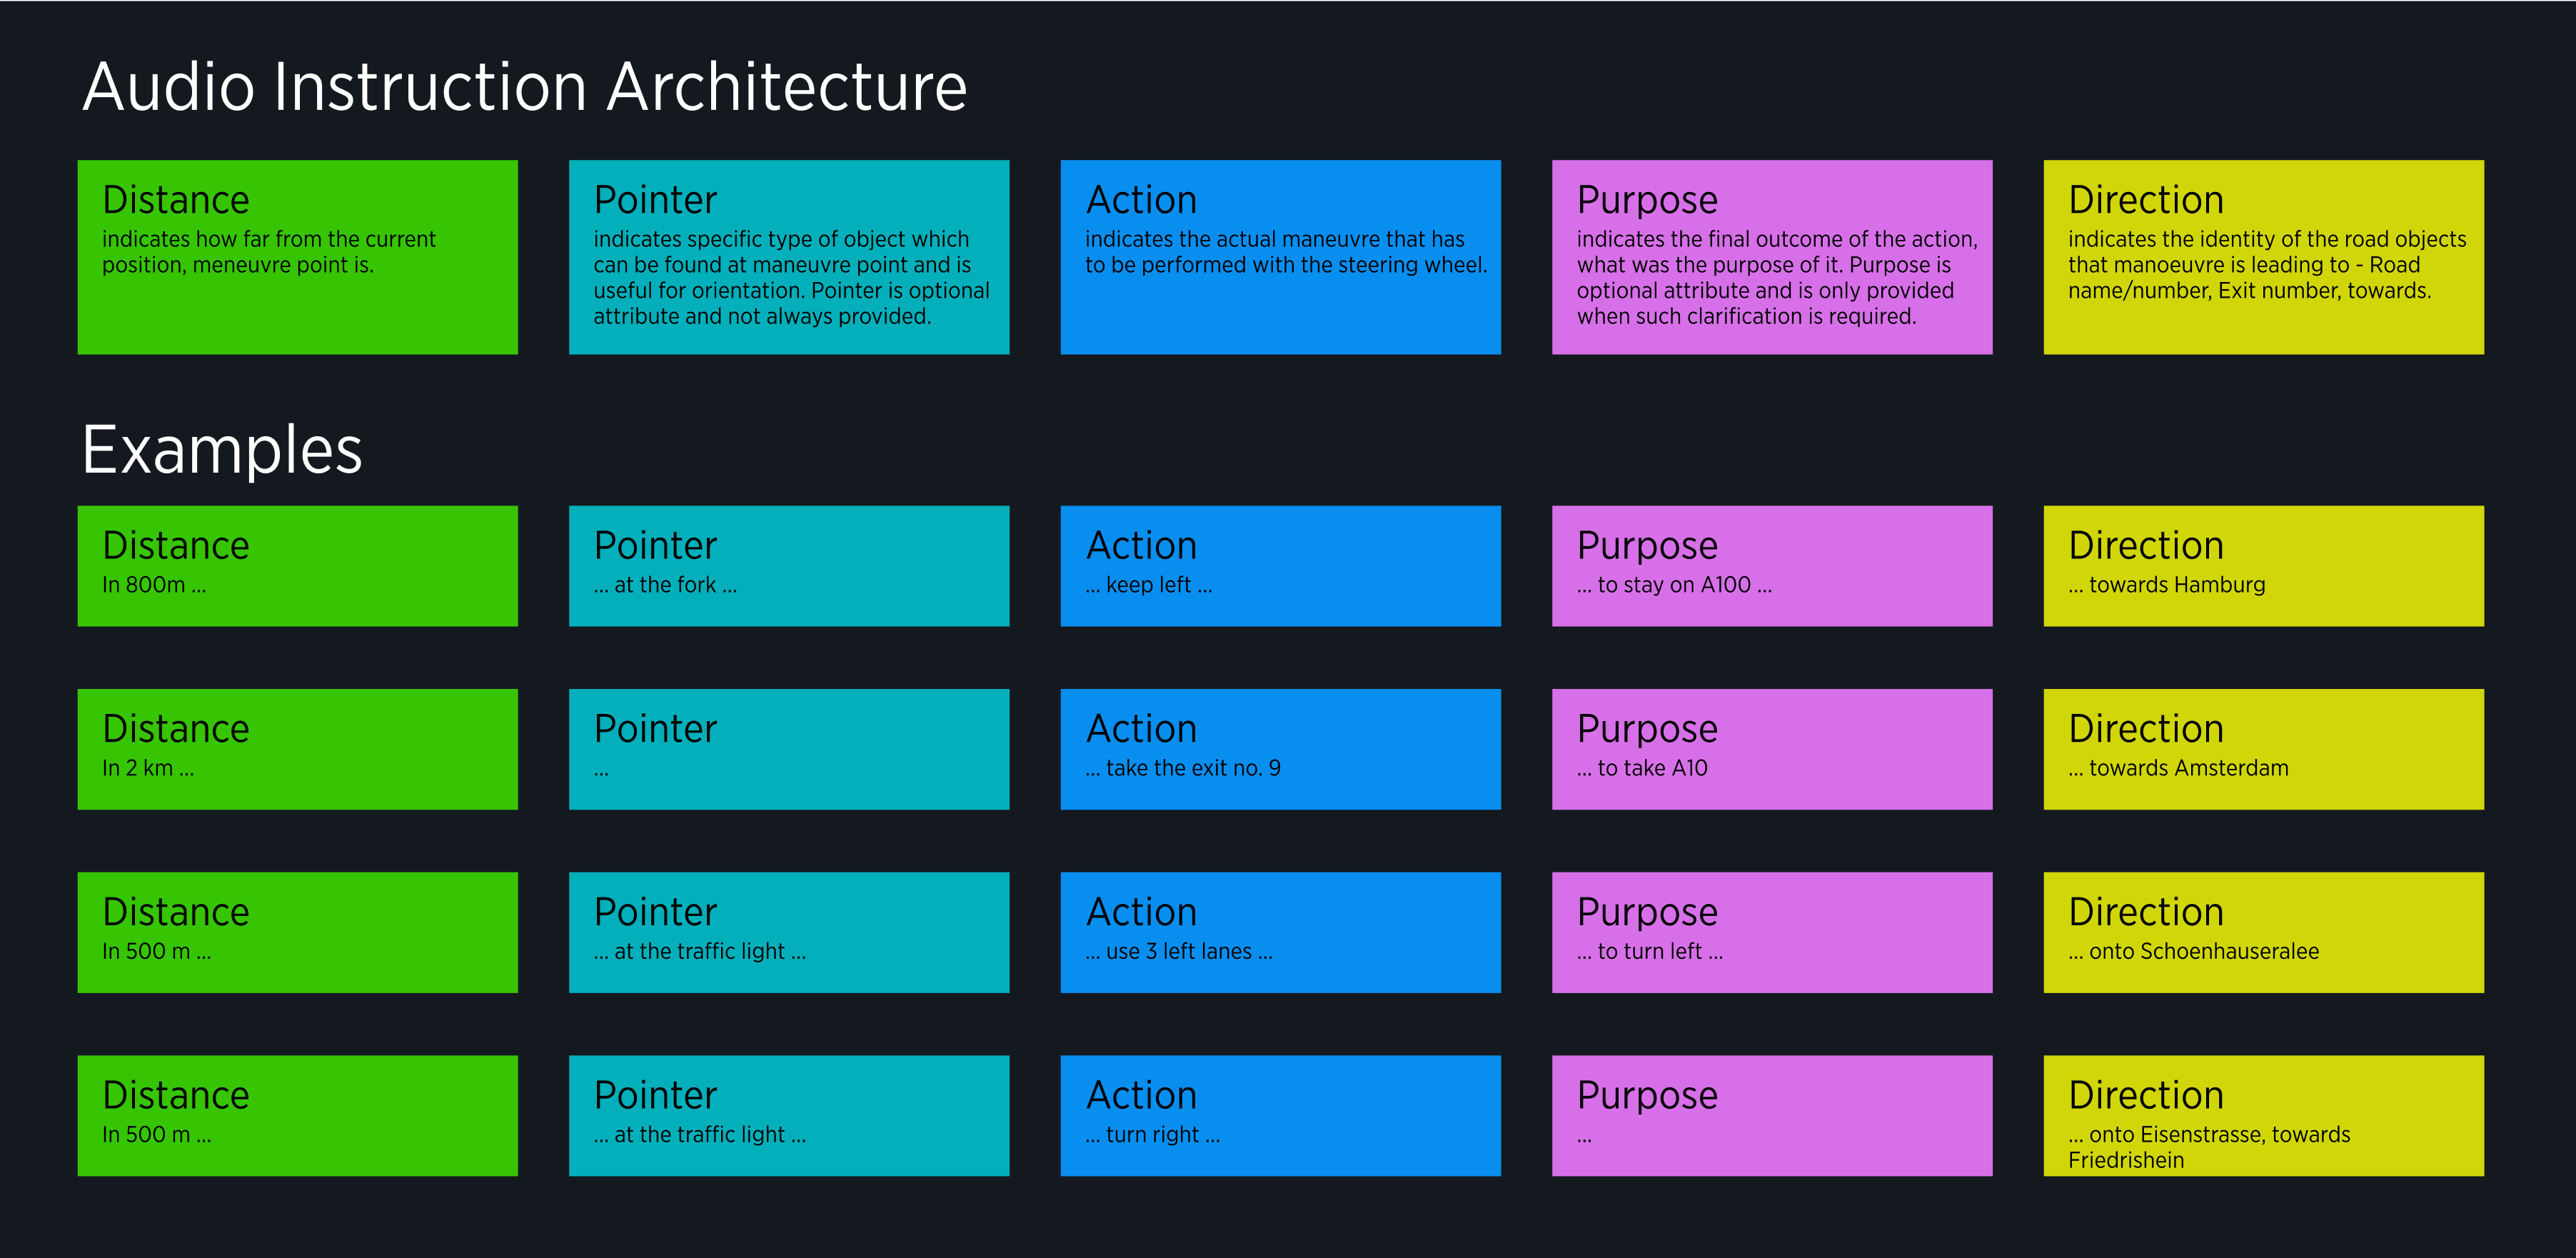 Audio Instruction Architecture
Distance
indicates how far from the current
position, meneuvre point is.
Pointer
indicates specific type of object which
can be found at maneuvre point and is
useful for orientation. Pointer is optional
attribute and not always provided.
Action
indicates the actual maneuvre that has
to be performed with the steering wheel.
Purpose
indicates the final outcome of the action,
what was the purpose of it. Purpose is
optional attribute and is only provided
when such clarification is required.
Direction
indicates the identity of the road objects
that manoeuvre is leading to - Road
name/number, Exit number, towards.
Examples
Distance
In 800m ...
Pointer
... at the fork ...
Action
... keep left ...
Purpose
... to stay on A100 ...
Direction
... towards Hamburg
Distance
In 2 km ...
Pointer
...
Action
... take the exit no. 9
Purpose
... to take A10
Direction
... towards Amsterdam
Distance
In 500 m ...
Pointer
... at the traffic light ...
Action
... use 3 left lanes ...
Purpose
... to turn left ...
Direction
... onto Schoenhauseralee
Distance
In 500 m ...
Pointer
... at the traffic light ...
Action
... turn right ...
Purpose
...
Direction
... onto Eisenstrasse, towards
Friedrishein